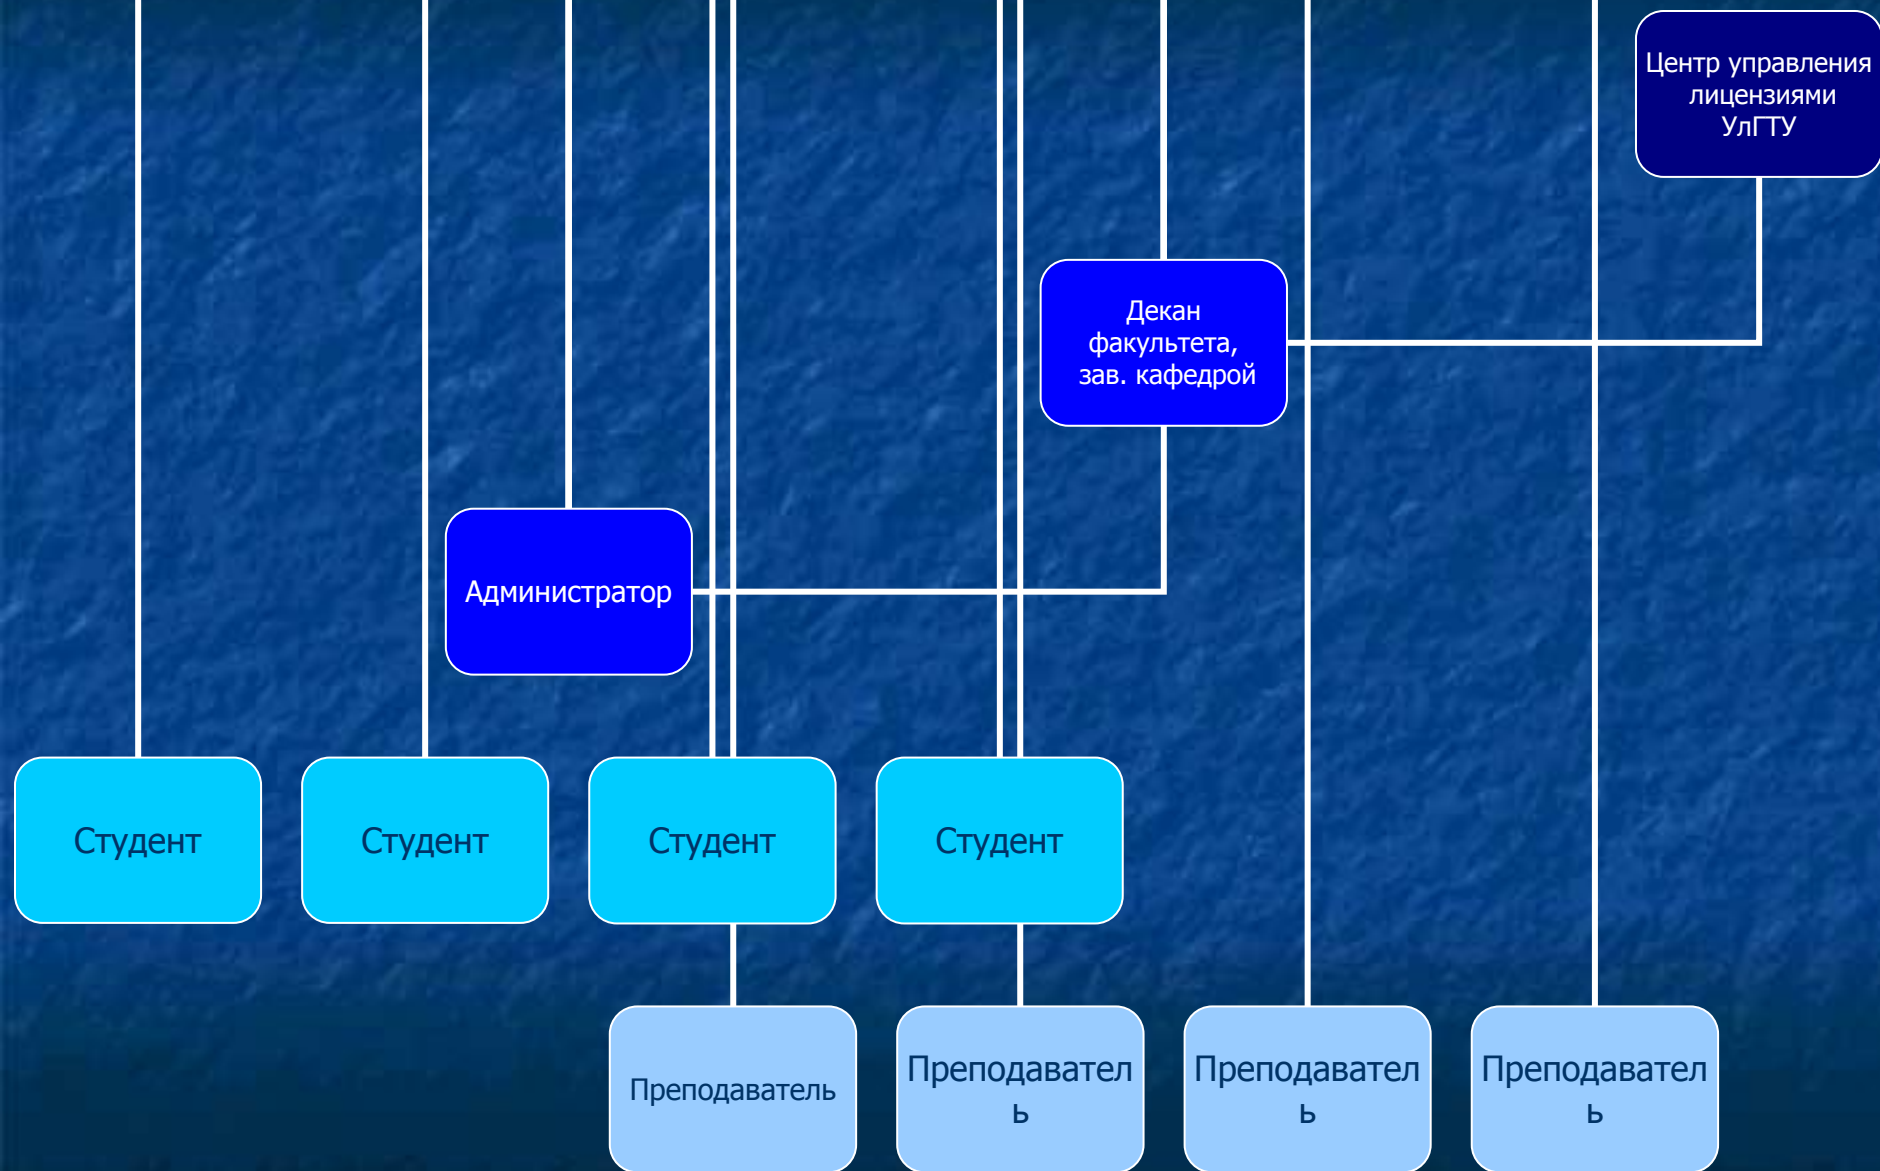 Центр управления
лицензиями
УлГТУ
Декан
факультета,
зав. кафедрой
Администратор
Студент
Студент
Студент
Студент
Преподаватель
Преподавател
ь
Преподавател
ь
Преподавател
ь